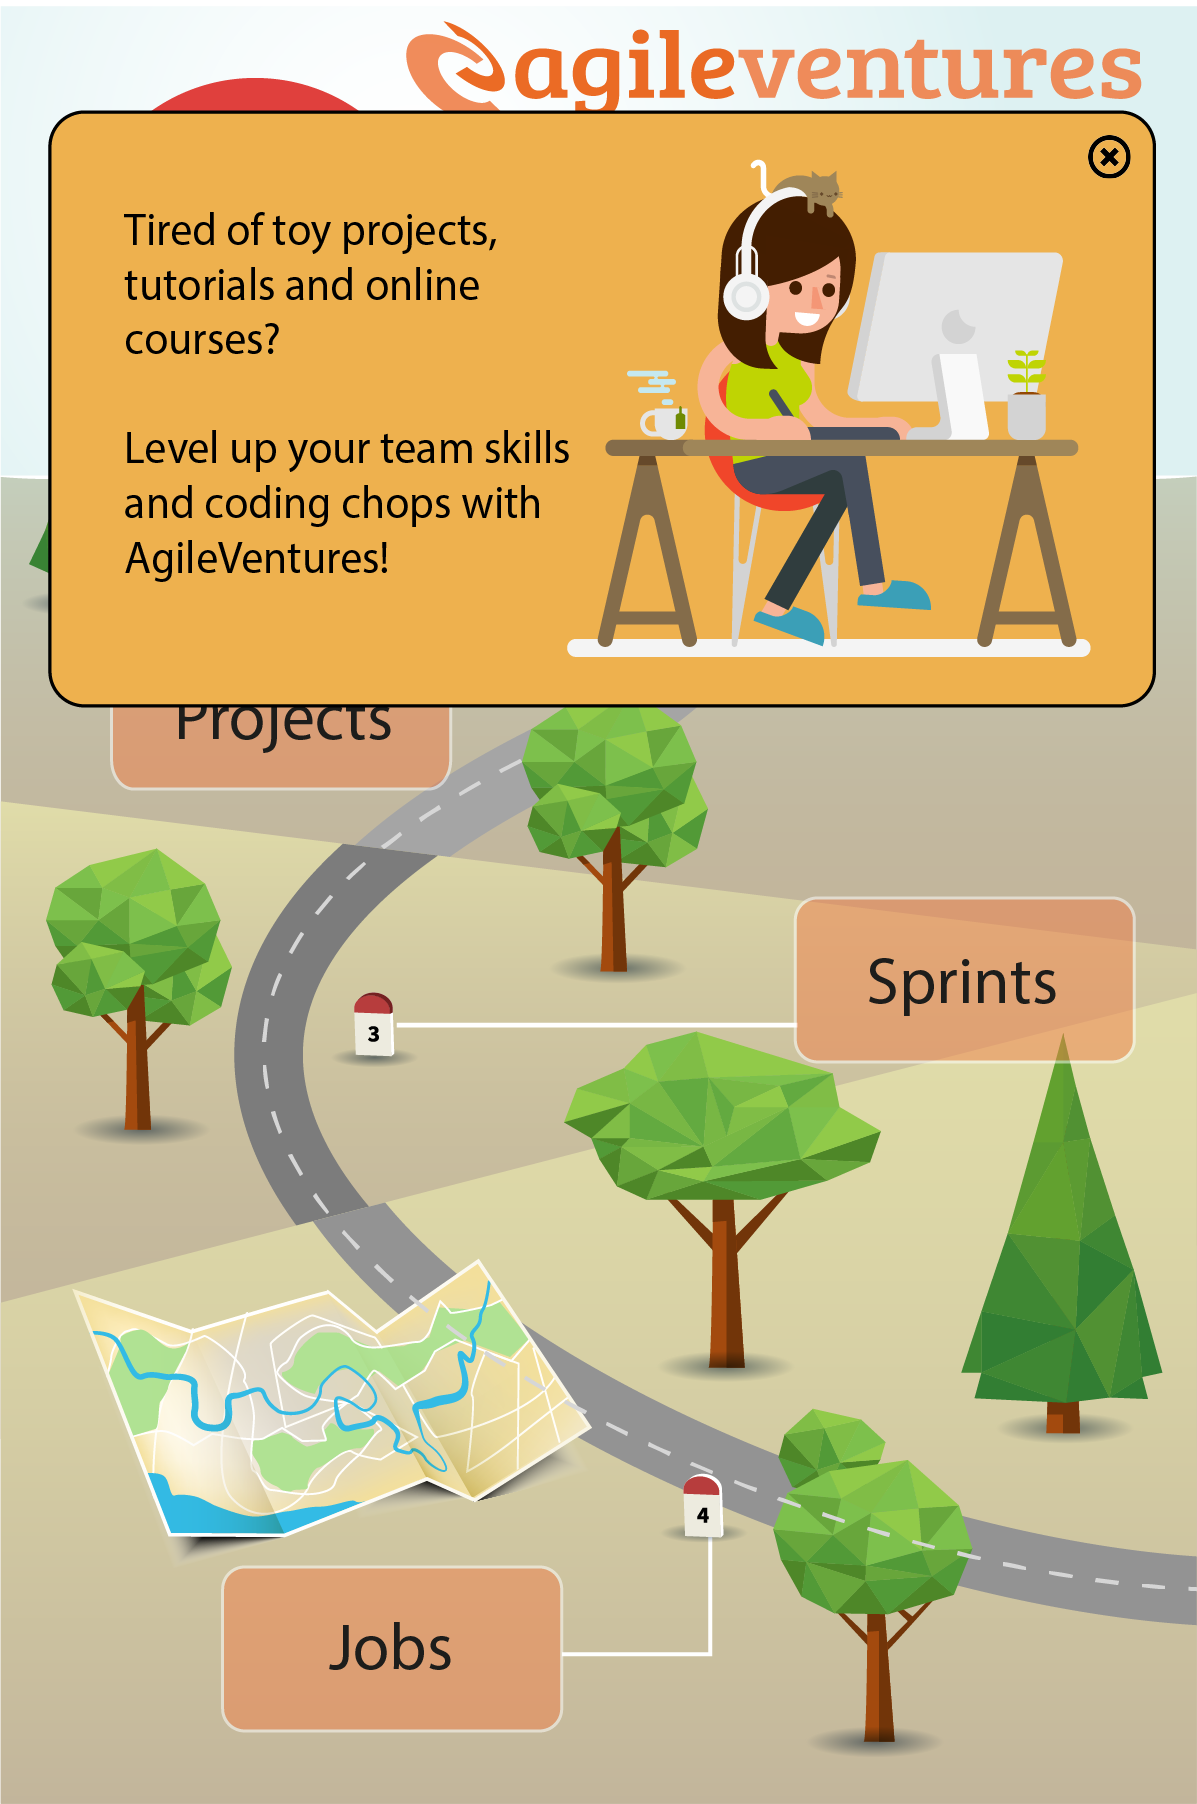 agileventures
Tired of toy projects,
tutorials and online
courses?
Level up your team skills
and coding chops with
AgileVentures!
Projects
Sprints
3
4
Jobs